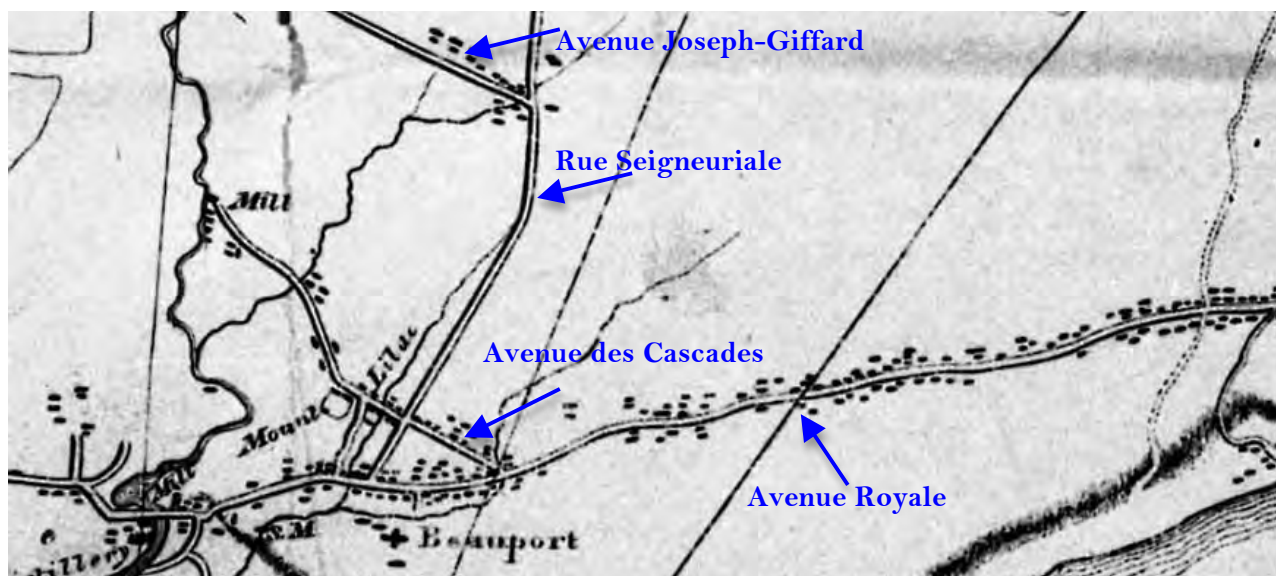 Avenue Joseph-Giffard
Rue Seigneuriale
Mill
Avenue des Cascades
Mount Lilac
Avenue Royale
Mill
S.M
Beauport